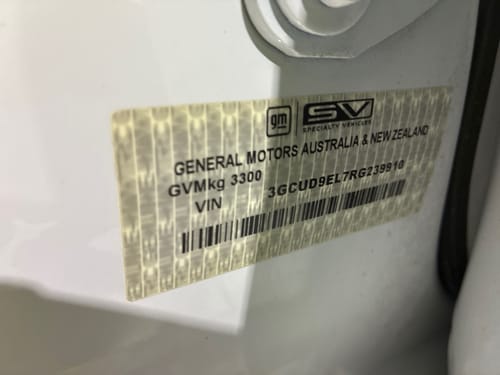 gm SV
SPECIALTY VEHICLES
GENERAL MOTORS AUSTRALIA & NEW ZEALAND
GVMkg 3300
VIN 3GCUD9EL7RG239910